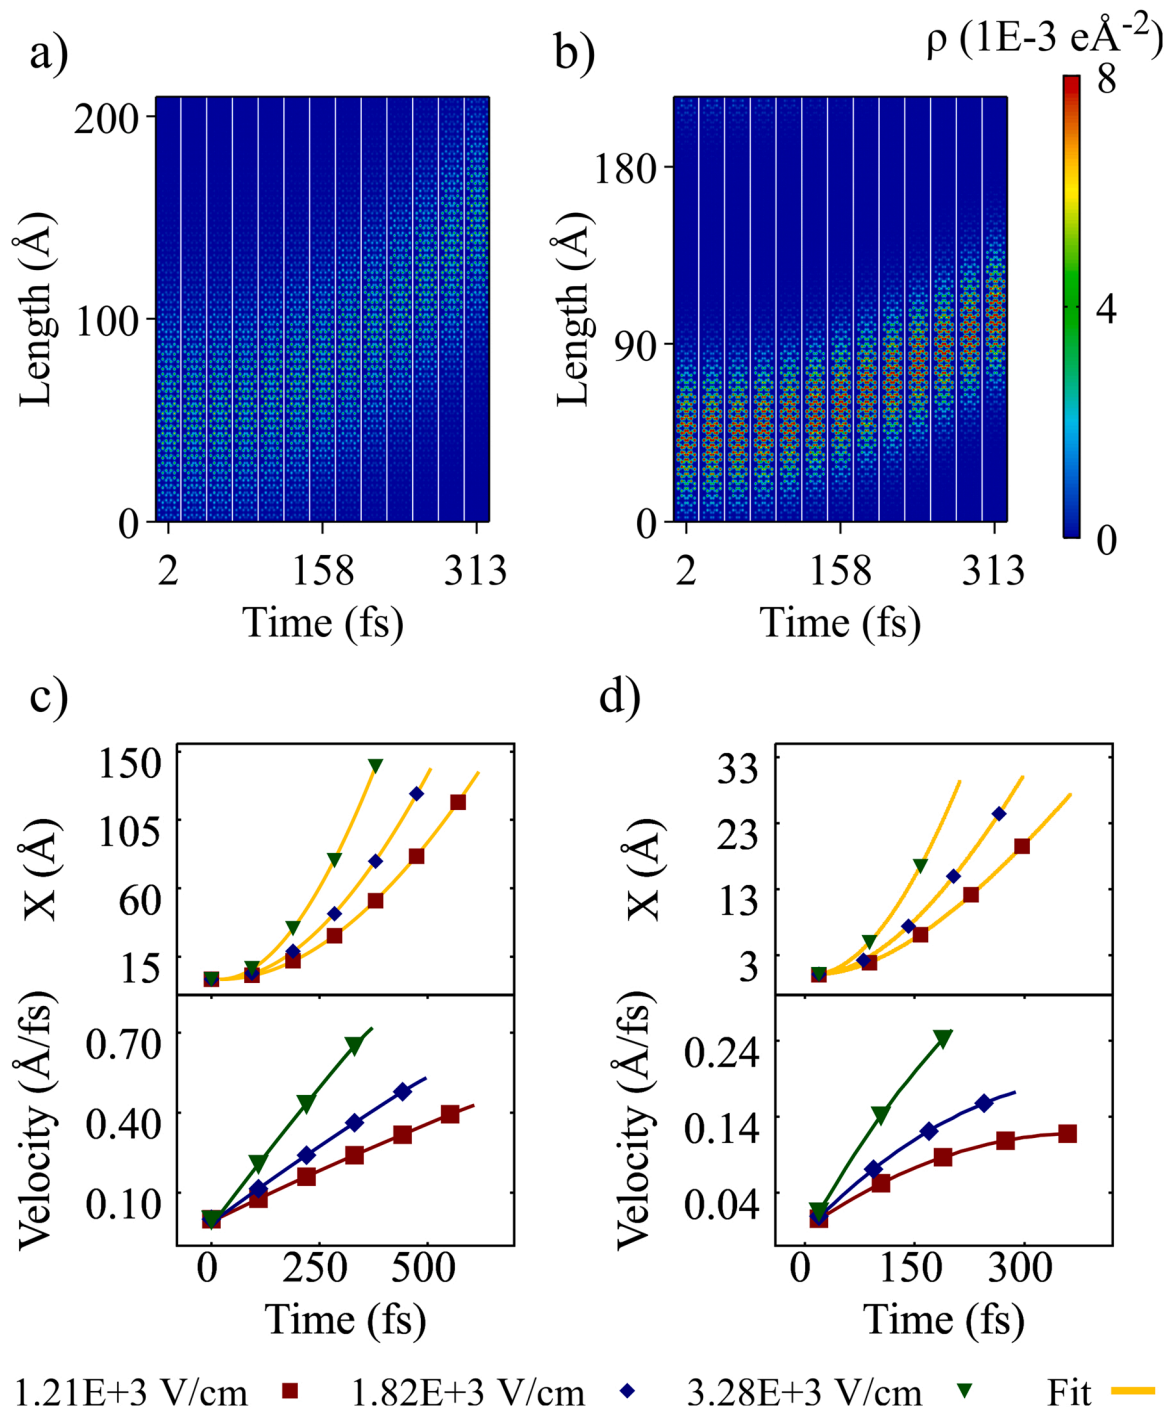 a)
b)
ρ (1E-3 eÅ-2)
200
100
0
Length (Å)
2 158 313
Time (fs)
180
90
0
Length (Å)
2 158 313
Time (fs)
8
4
0
c)
d)
150
105
60
15
X (Å)
0.70
0.40
0.10
Velocity (Å/fs)
0 250 500
Time (fs)
33
23
13
3
X (Å)
0.24
0.14
0.04
Velocity (Å/fs)
0 150 300
Time (fs)
1.21E+3 V/cm 1.82E+3 V/cm 3.28E+3 V/cm Fit